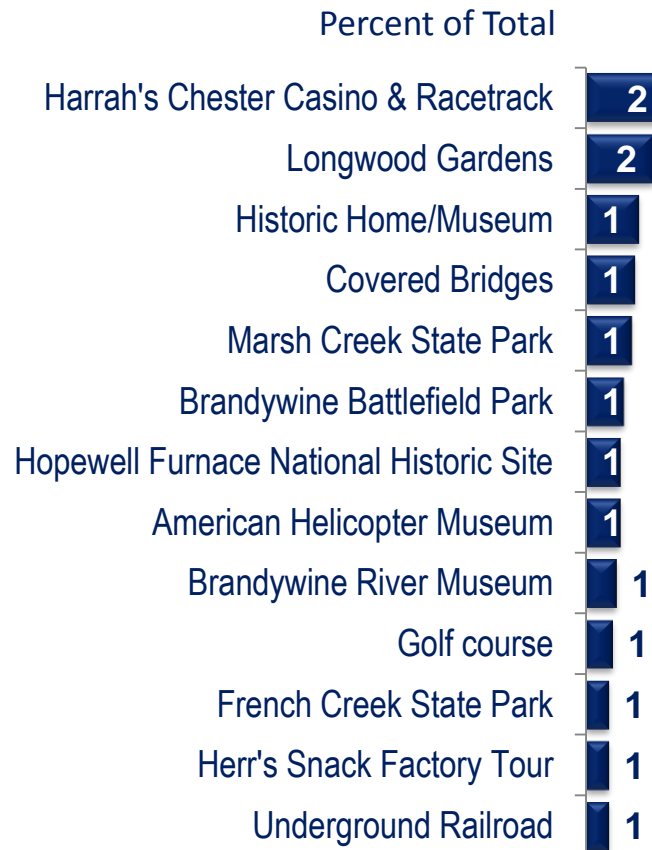 Percent of Total
Harrah's Chester Casino & Racetrack 2
Longwood Gardens 2
Historic Home/Museum 1
Covered Bridges 1
Marsh Creek State Park 1
Brandywine Battlefield Park 1
Hopewell Furnace National Historic Site 1
American Helicopter Museum 1
Brandywine River Museum 1
Golf course 1
French Creek State Park 1
Herr's Snack Factory Tour 1
Underground Railroad 1